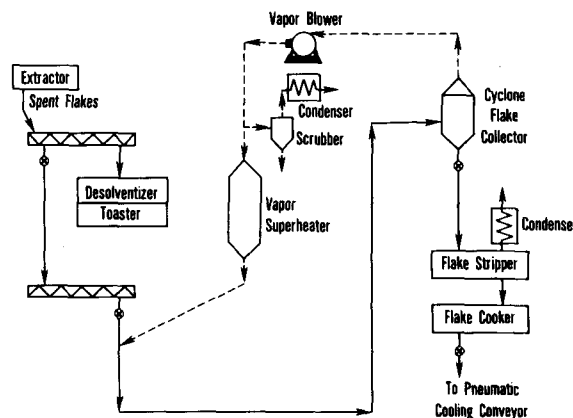 Vapor Blower
Extractor
Spent Flakes
Condenser
Scrubber
Cyclone
Flake
Collector
Desolventizer
Toaster
Vapor
Superheater
Condense
Flake Stripper
Flake Cooker
To Pneumatic
Cooling Conveyor